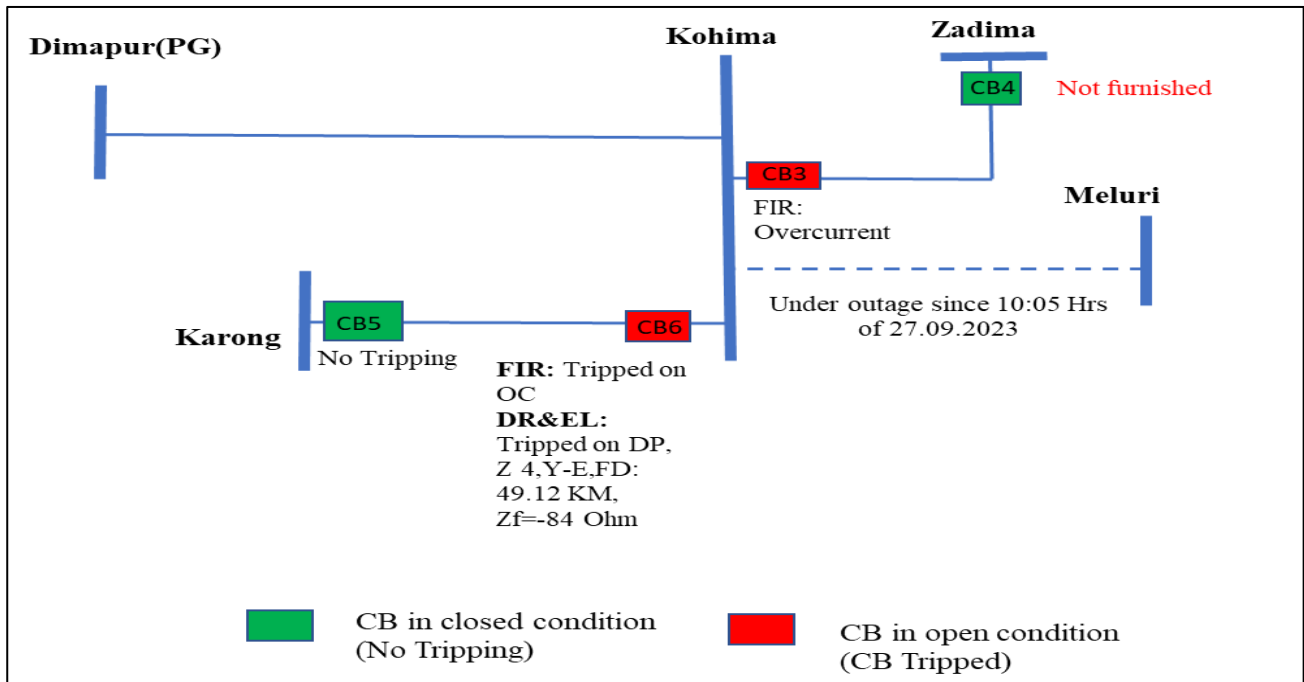 Dimapur(PG)
Kohima
Zadima
CB4
Not furnished
CB3
FIR:
Overcurrent
Meluri
Under outage since 10:05 Hrs
of 27.09.2023
Karong
CB5
No Tripping
CB6
FIR: Tripped on
OC
DR&EL:
Tripped on DP,
Z 4,Y-E,FD:
49.12 KM,
Zf=-84 Ohm
CB in closed condition
(No Tripping)
CB in open condition
(CB Tripped)